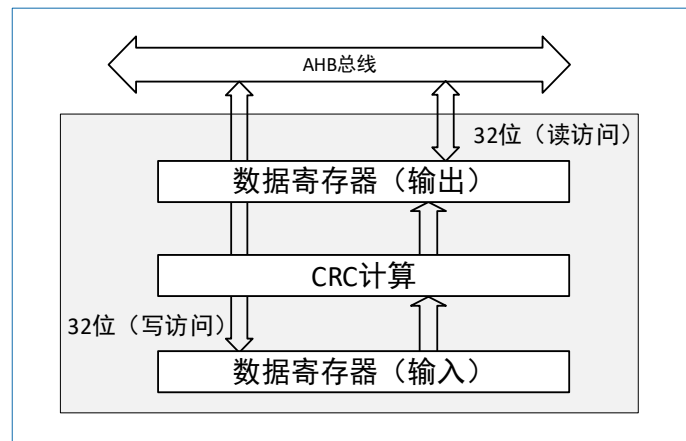 AHB总线
32位（读访问）
数据寄存器（输出）
CRC计算
32位（写访问）
数据寄存器（输入）